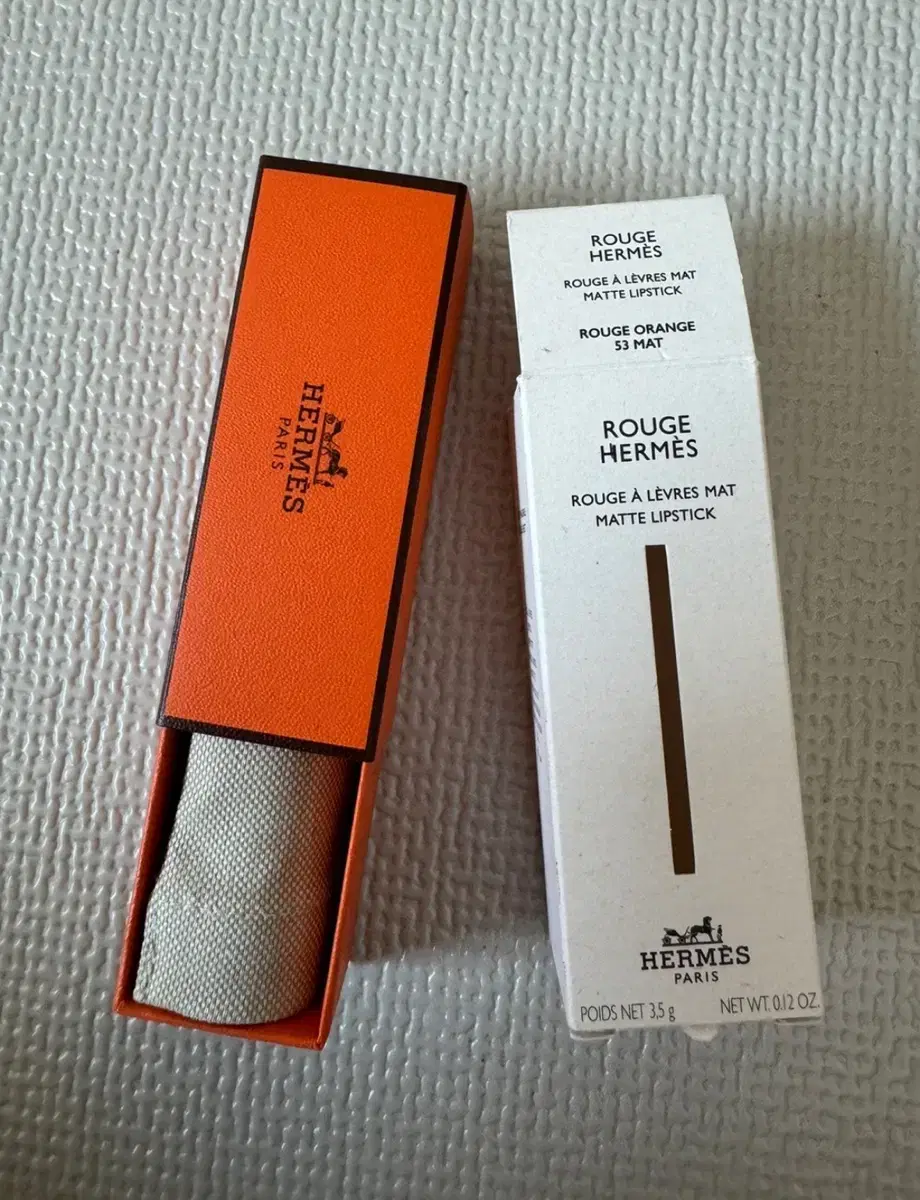 HERMÈS
PARIS
ROUGE
HERMÈS
ROUGE À LÈVRES MAT
MATTE LIPSTICK
ROUGE ORANGE
53 MAT
ROUGE
HERMÈS
ROUGE À LÈVRES MAT
MATTE LIPSTICK
HERMÈS
PARIS
POIDS NET 3,5 g NET WT. 0.12 OZ.